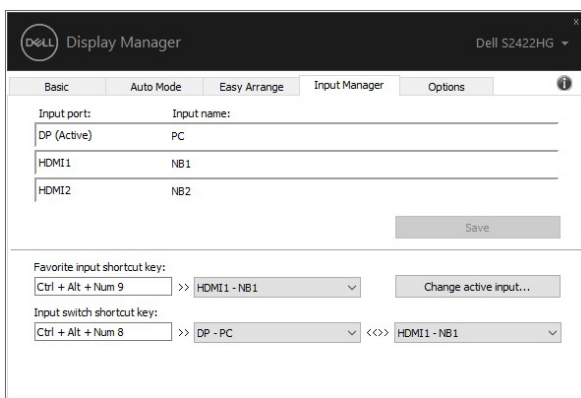 x
DELL Display Manager Dell S2422HG
Basic Auto Mode Easy Arrange Input Manager Options i
Input port: Input name:
DP (Active) PC
HDMI1 NB1
HDMI2 NB2
Save
Favorite input shortcut key:
Ctrl + Alt + Num 9 >> HDMI1 - NB1 Change active input...
Input switch shortcut key:
Ctrl + Alt + Num 8 >> DP - PC <<>> HDMI1 - NB1